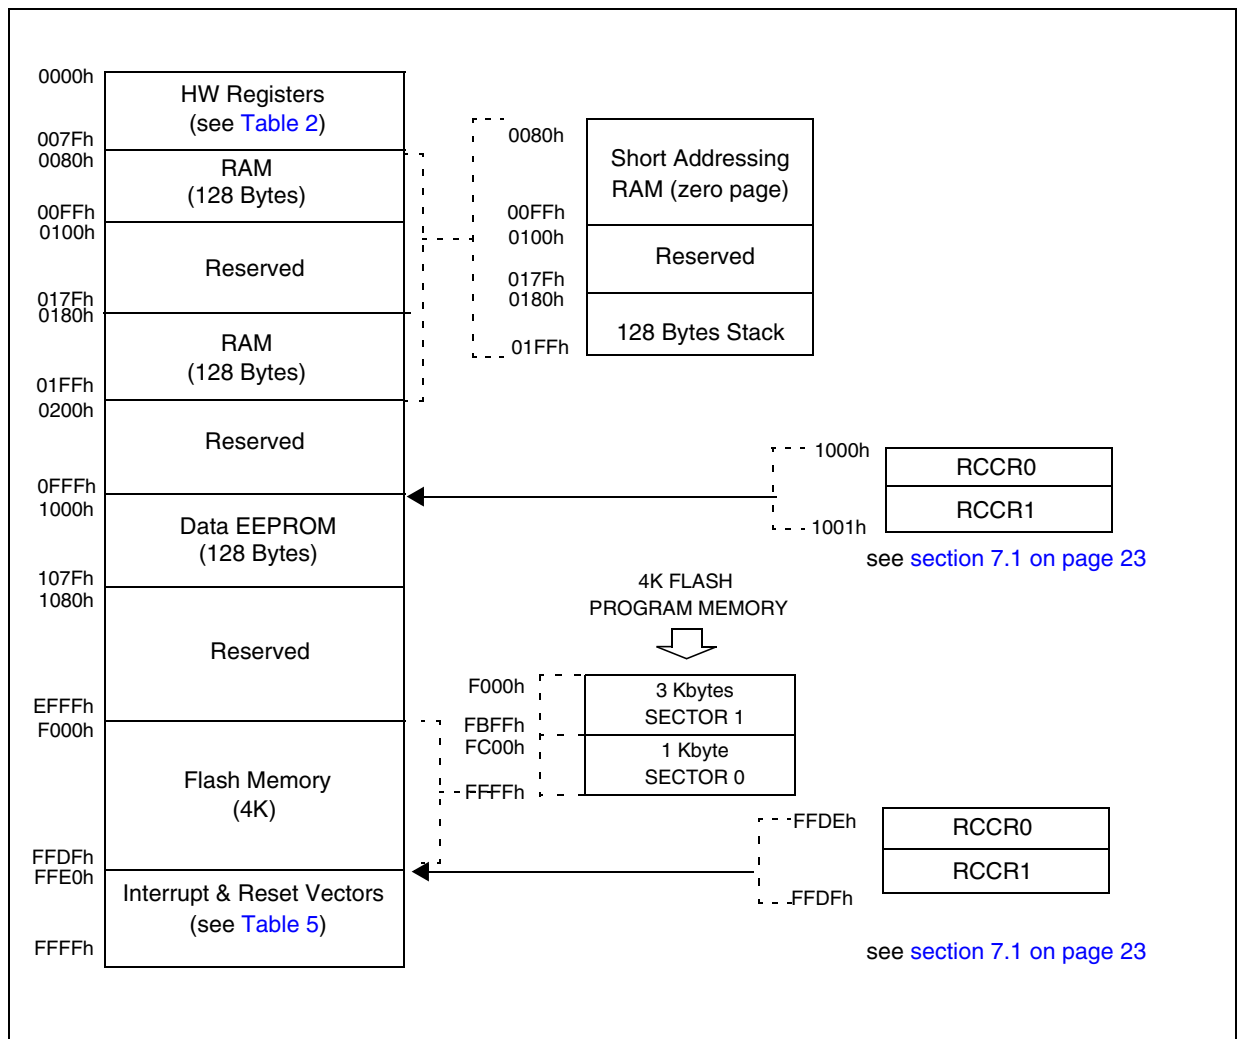 0000h
HW Registers
(see Table 2)
007Fh
0080h
RAM
(128 Bytes)
00FFh
0100h
Reserved
017Fh
0180h
RAM
(128 Bytes)
01FFh
0200h
Reserved
0FFFh
1000h
Data EEPROM
(128 Bytes)
107Fh
1080h
Reserved
EFFFh
F000h
Flash Memory
(4K)
FFDFh
FFE0h
Interrupt & Reset Vectors
(see Table 5)
FFFFh
0080h
Short Addressing
RAM (zero page)
00FFh
0100h
Reserved
017Fh
0180h
128 Bytes Stack
01FFh
1000h
RCCR0
RCCR1
1001h
see section 7.1 on page 23
4K FLASH
PROGRAM MEMORY
F000h
3 Kbytes
SECTOR 1
FBFFh
FC00h
1 Kbyte
SECTOR 0
FFFFh
FFDEh
RCCR0
RCCR1
FFDFh
see section 7.1 on page 23